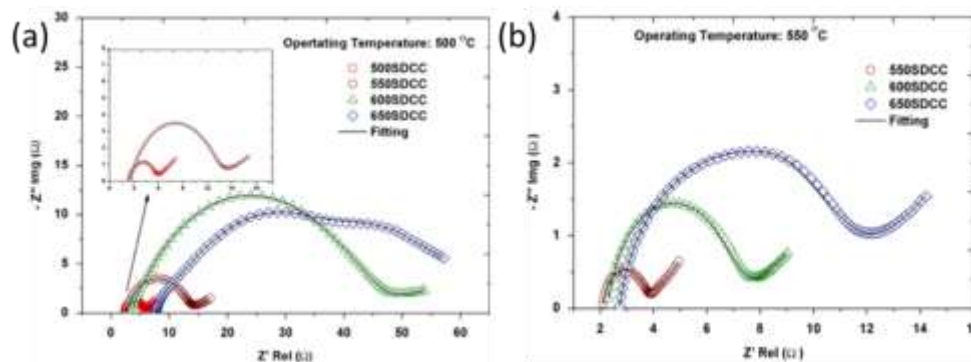 (a)
Opertating Temperature: 500 °C
500SDCC
550SDCC
600SDCC
650SDCC
Fitting
- Z'' Img (Ω)
30
25
20
15
10
5
0
0 10 20 30 40 50 60
Z' Rel (Ω)
(b)
Operating Temperature: 550 °C
550SDCC
600SDCC
650SDCC
Fitting
- Z'' Img (Ω)
4
3
2
1
0
0 2 4 6 8 10 12 14 16
Z' Rel (Ω)